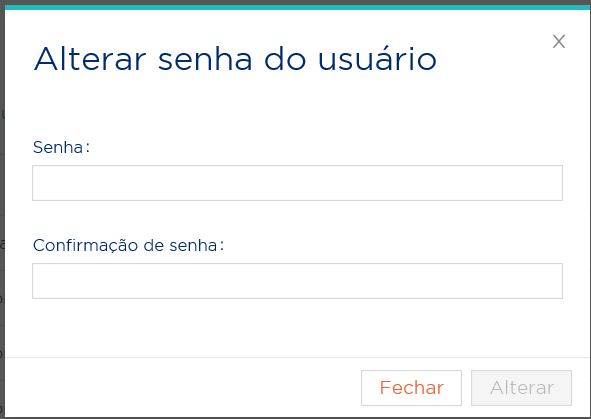 Alterar senha do usuário
Senha:
Confirmação de senha:
Fechar
Alterar